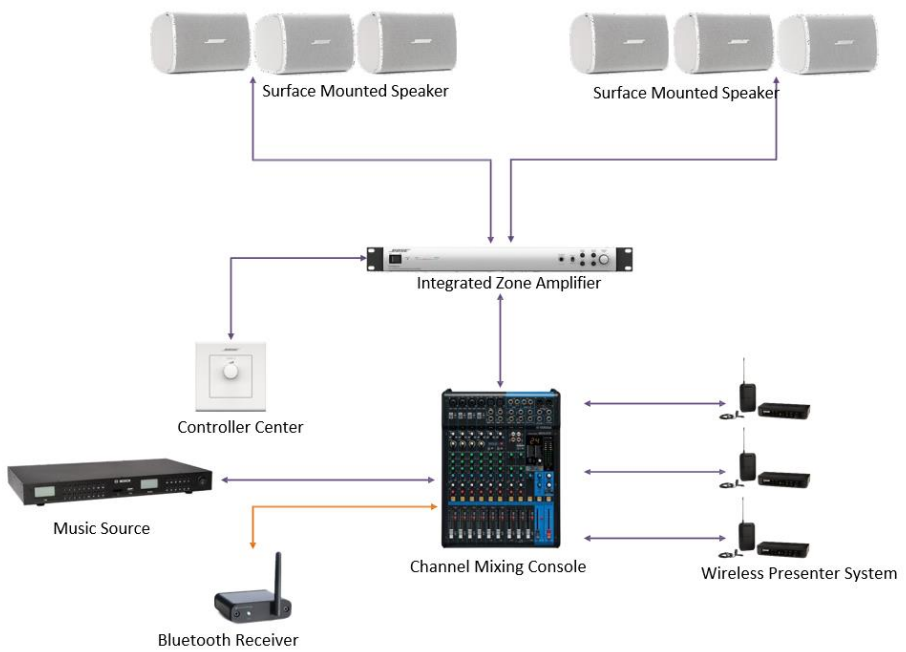 Surface Mounted Speaker
Surface Mounted Speaker
Integrated Zone Amplifier
Controller Center
Music Source
Channel Mixing Console
Wireless Presenter System
Bluetooth Receiver